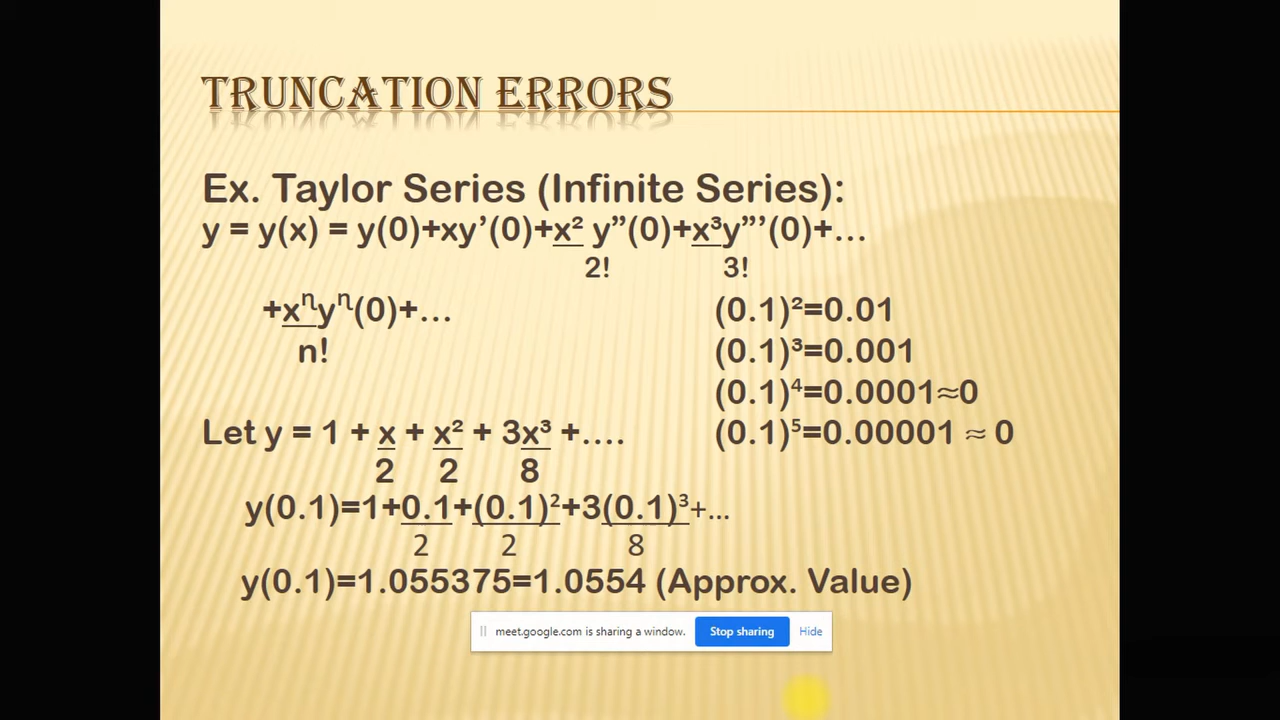 TRUNCATION ERRORS
Ex. Taylor Series (Infinite Series):
y = y(x) = y(0)+xy’(0)+x² y”(0)+x³y”’(0)+...
2! 3!
+xⁿyⁿ(0)+...
n!
(0.1)²=0.01
(0.1)³=0.001
(0.1)⁴=0.0001≈0
(0.1)⁵=0.00001 ≈ 0
Let y = 1 + x + x² + 3x³ +....
2 2 8
y(0.1)=1+0.1+(0.1)²+3(0.1)³+...
2 2 8
y(0.1)=1.055375=1.0554 (Approx. Value)
meet.google.com is sharing a window. Stop sharing Hide